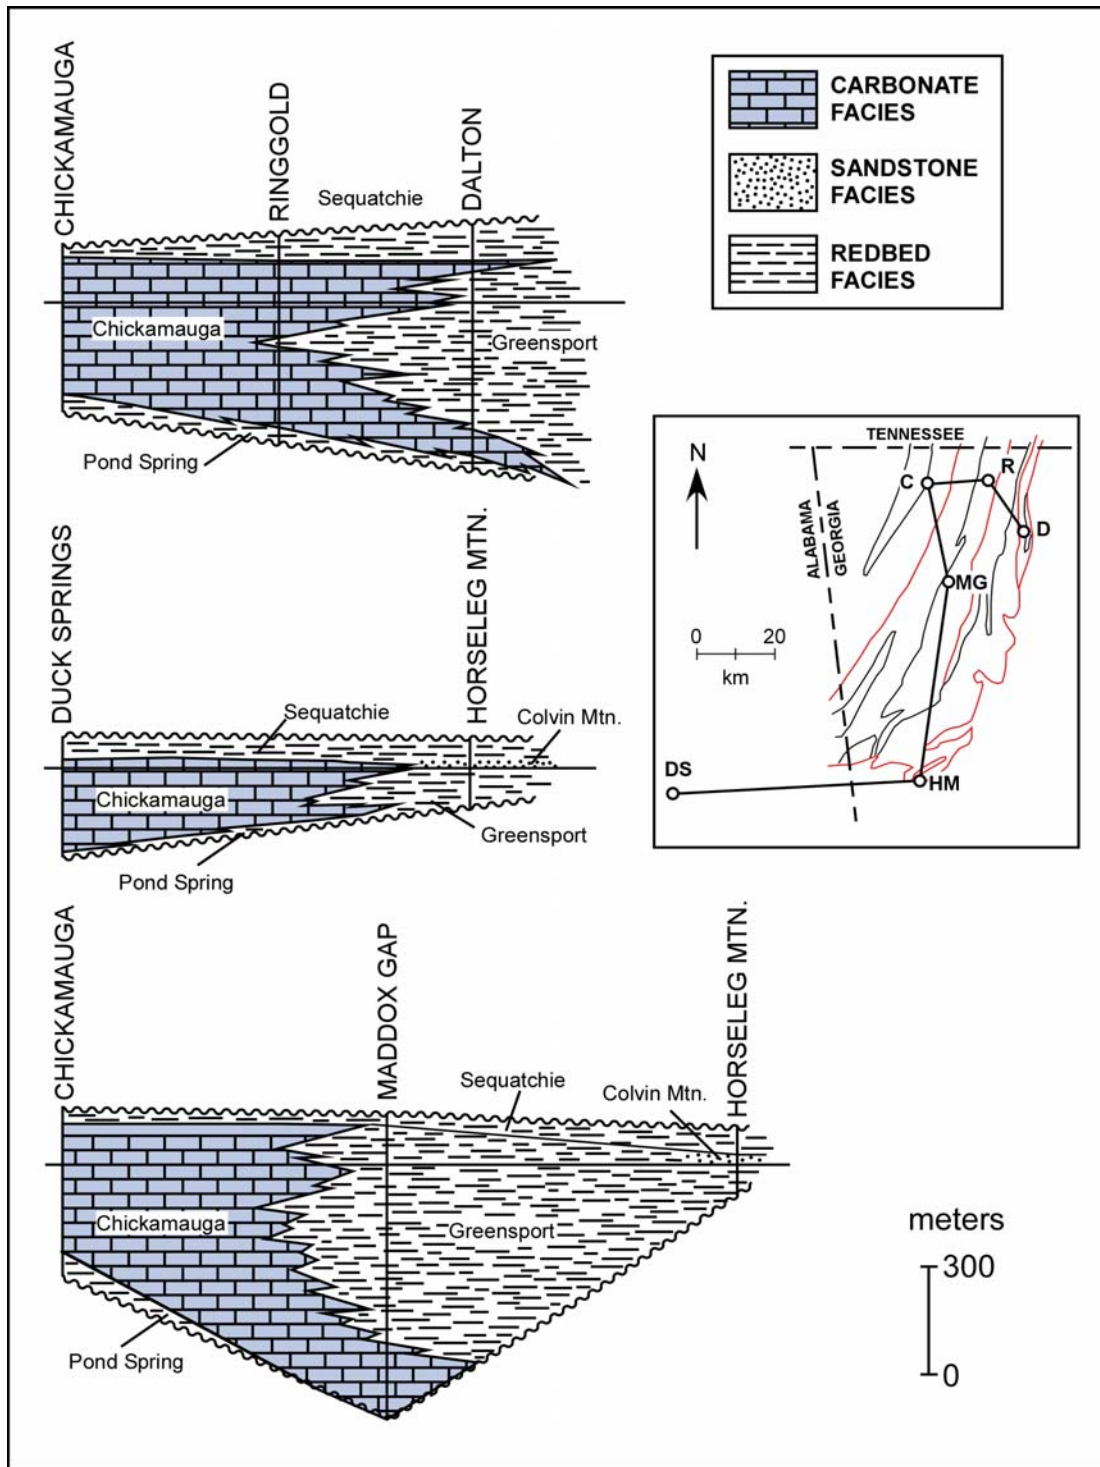 CHICKAMAUGA
RINGGOLD
DALTON
Sequatchie
Chickamauga
Greensport
Pond Spring
CARBONATE
FACIES
SANDSTONE
FACIES
REDBED
FACIES
TENNESSEE
N
C
R
D
ALABAMA
GEORGIA
MG
0 20
km
DS
HM
DUCK SPRINGS
HORSELEG MTN.
Sequatchie
Colvin Mtn.
Chickamauga
Greensport
Pond Spring
CHICKAMAUGA
MADDOX GAP
HORSELEG MTN.
Sequatchie
Colvin Mtn.
Chickamauga
Greensport
Pond Spring
meters
300
0